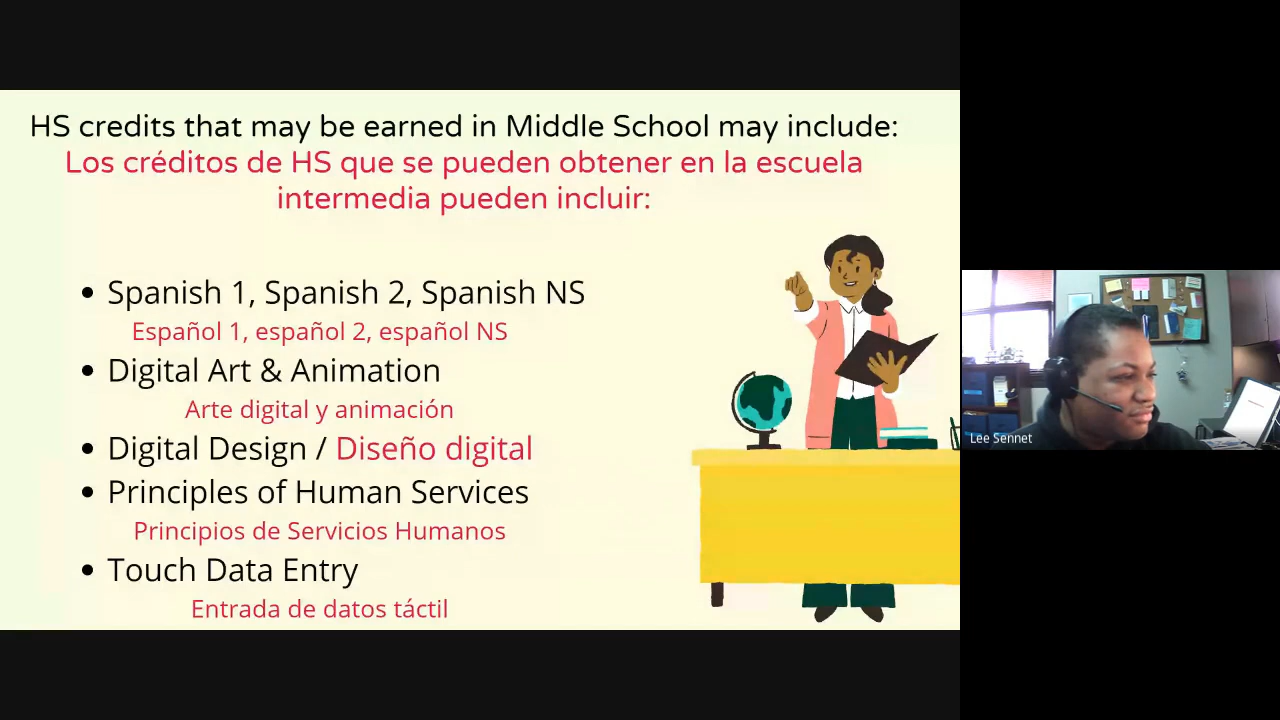 HS credits that may be earned in Middle School may include:
Los créditos de HS que se pueden obtener en la escuela
intermedia pueden incluir:
• Spanish 1, Spanish 2, Spanish NS
Español 1, español 2, español NS
• Digital Art & Animation
Arte digital y animación
• Digital Design / Diseño digital
• Principles of Human Services
Principios de Servicios Humanos
• Touch Data Entry
Entrada de datos táctil
Lee Sennet